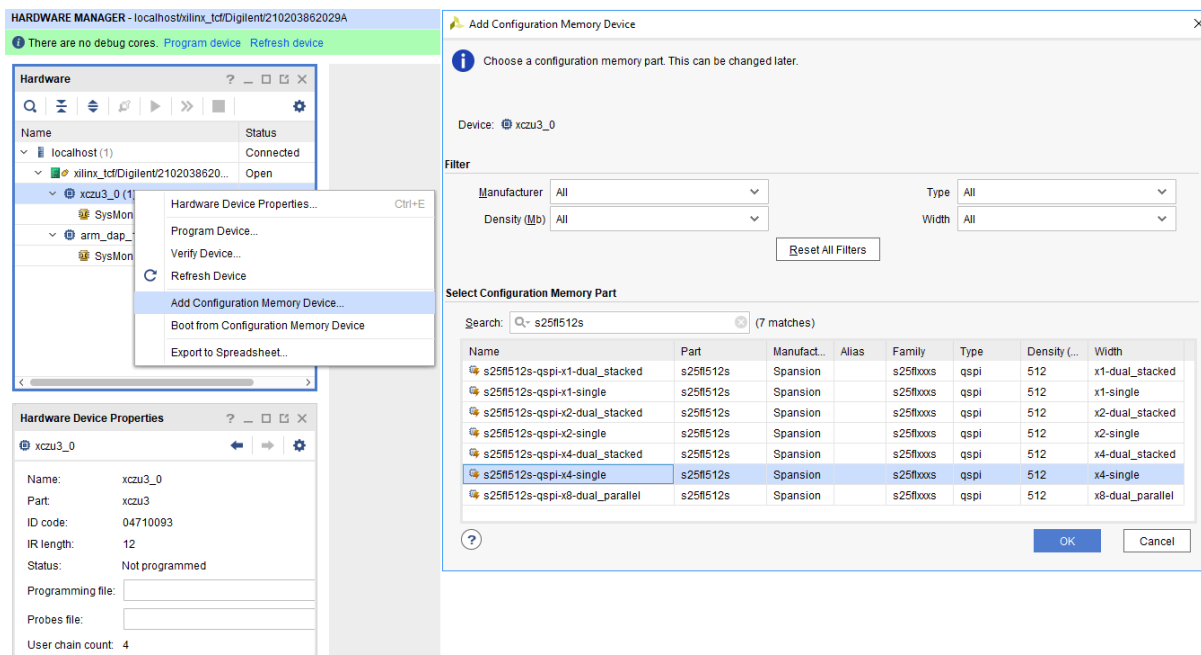 HARDWARE MANAGER - localhost/xilinx_tcf/Digilent/210203862029A
There are no debug cores. Program device Refresh device
Hardware
Name Status
localhost (1) Connected
xilinx_tcf/Digilent/2102038620... Open
xczu3_0 (1)
SysMon
arm_dap_
SysMon
Hardware Device Properties... Ctrl+E
Program Device...
Verify Device...
Refresh Device
Add Configuration Memory Device...
Boot from Configuration Memory Device
Export to Spreadsheet...
Hardware Device Properties
xczu3_0
Name: xczu3_0
Part: xczu3
ID code: 04710093
IR length: 12
Status: Not programmed
Programming file:
Probes file:
User chain count: 4
Add Configuration Memory Device
Choose a configuration memory part. This can be changed later.
Device: xczu3_0
Filter
Manufacturer All Type All
Density (Mb) All Width All
Reset All Filters
Select Configuration Memory Part
Search: s25fl512s (7 matches)
Name Part Manufact... Alias Family Type Density (... Width
s25fl512s-qspi-x1-dual_stacked s25fl512s Spansion s25flxxxs qspi 512 x1-dual_stacked
s25fl512s-qspi-x1-single s25fl512s Spansion s25flxxxs qspi 512 x1-single
s25fl512s-qspi-x2-dual_stacked s25fl512s Spansion s25flxxxs qspi 512 x2-dual_stacked
s25fl512s-qspi-x2-single s25fl512s Spansion s25flxxxs qspi 512 x2-single
s25fl512s-qspi-x4-dual_stacked s25fl512s Spansion s25flxxxs qspi 512 x4-dual_stacked
s25fl512s-qspi-x4-single s25fl512s Spansion s25flxxxs qspi 512 x4-single
s25fl512s-qspi-x8-dual_parallel s25fl512s Spansion s25flxxxs qspi 512 x8-dual_parallel
OK Cancel